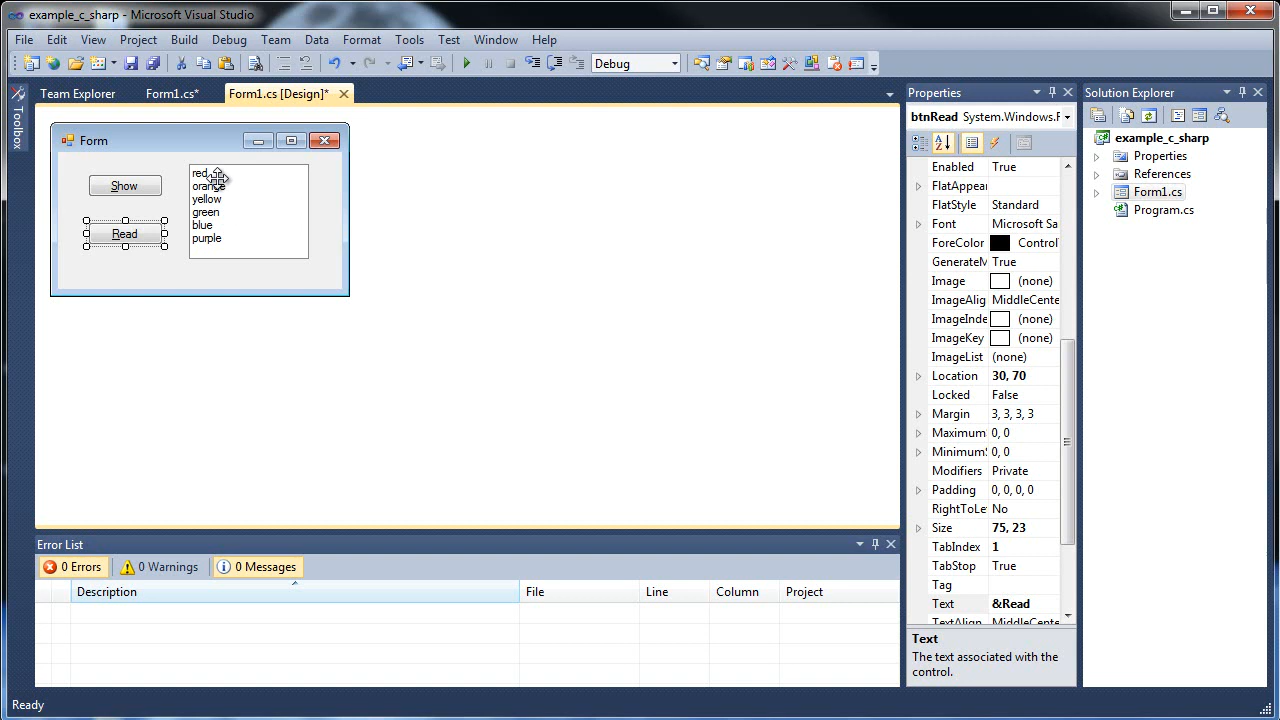 example_c_sharp - Microsoft Visual Studio
File Edit View Project Build Debug Team Data Format Tools Test Window Help
Debug
Toolbox
Team Explorer Form1.cs* Form1.cs [Design]*
Form
Show
Read
red
orange
yellow
green
blue
purple
Error List
0 Errors 0 Warnings 0 Messages
Description File Line Column Project
Properties
btnRead System.Windows.F
Enabled True
FlatAppear
FlatStyle Standard
Font Microsoft Sa
ForeColor Control
GenerateM True
Image (none)
ImageAlig MiddleCente
ImageInde (none)
ImageKey (none)
ImageList (none)
Location 30, 70
Locked False
Margin 3, 3, 3, 3
Maximum 0, 0
MinimumS 0, 0
Modifiers Private
Padding 0, 0, 0, 0
RightToLe No
Size 75, 23
TabIndex 1
TabStop True
Tag
Text &Read
TextAlign MiddleCente
Text
The text associated with the
control.
Solution Explorer
example_c_sharp
Properties
References
Form1.cs
Program.cs
Ready